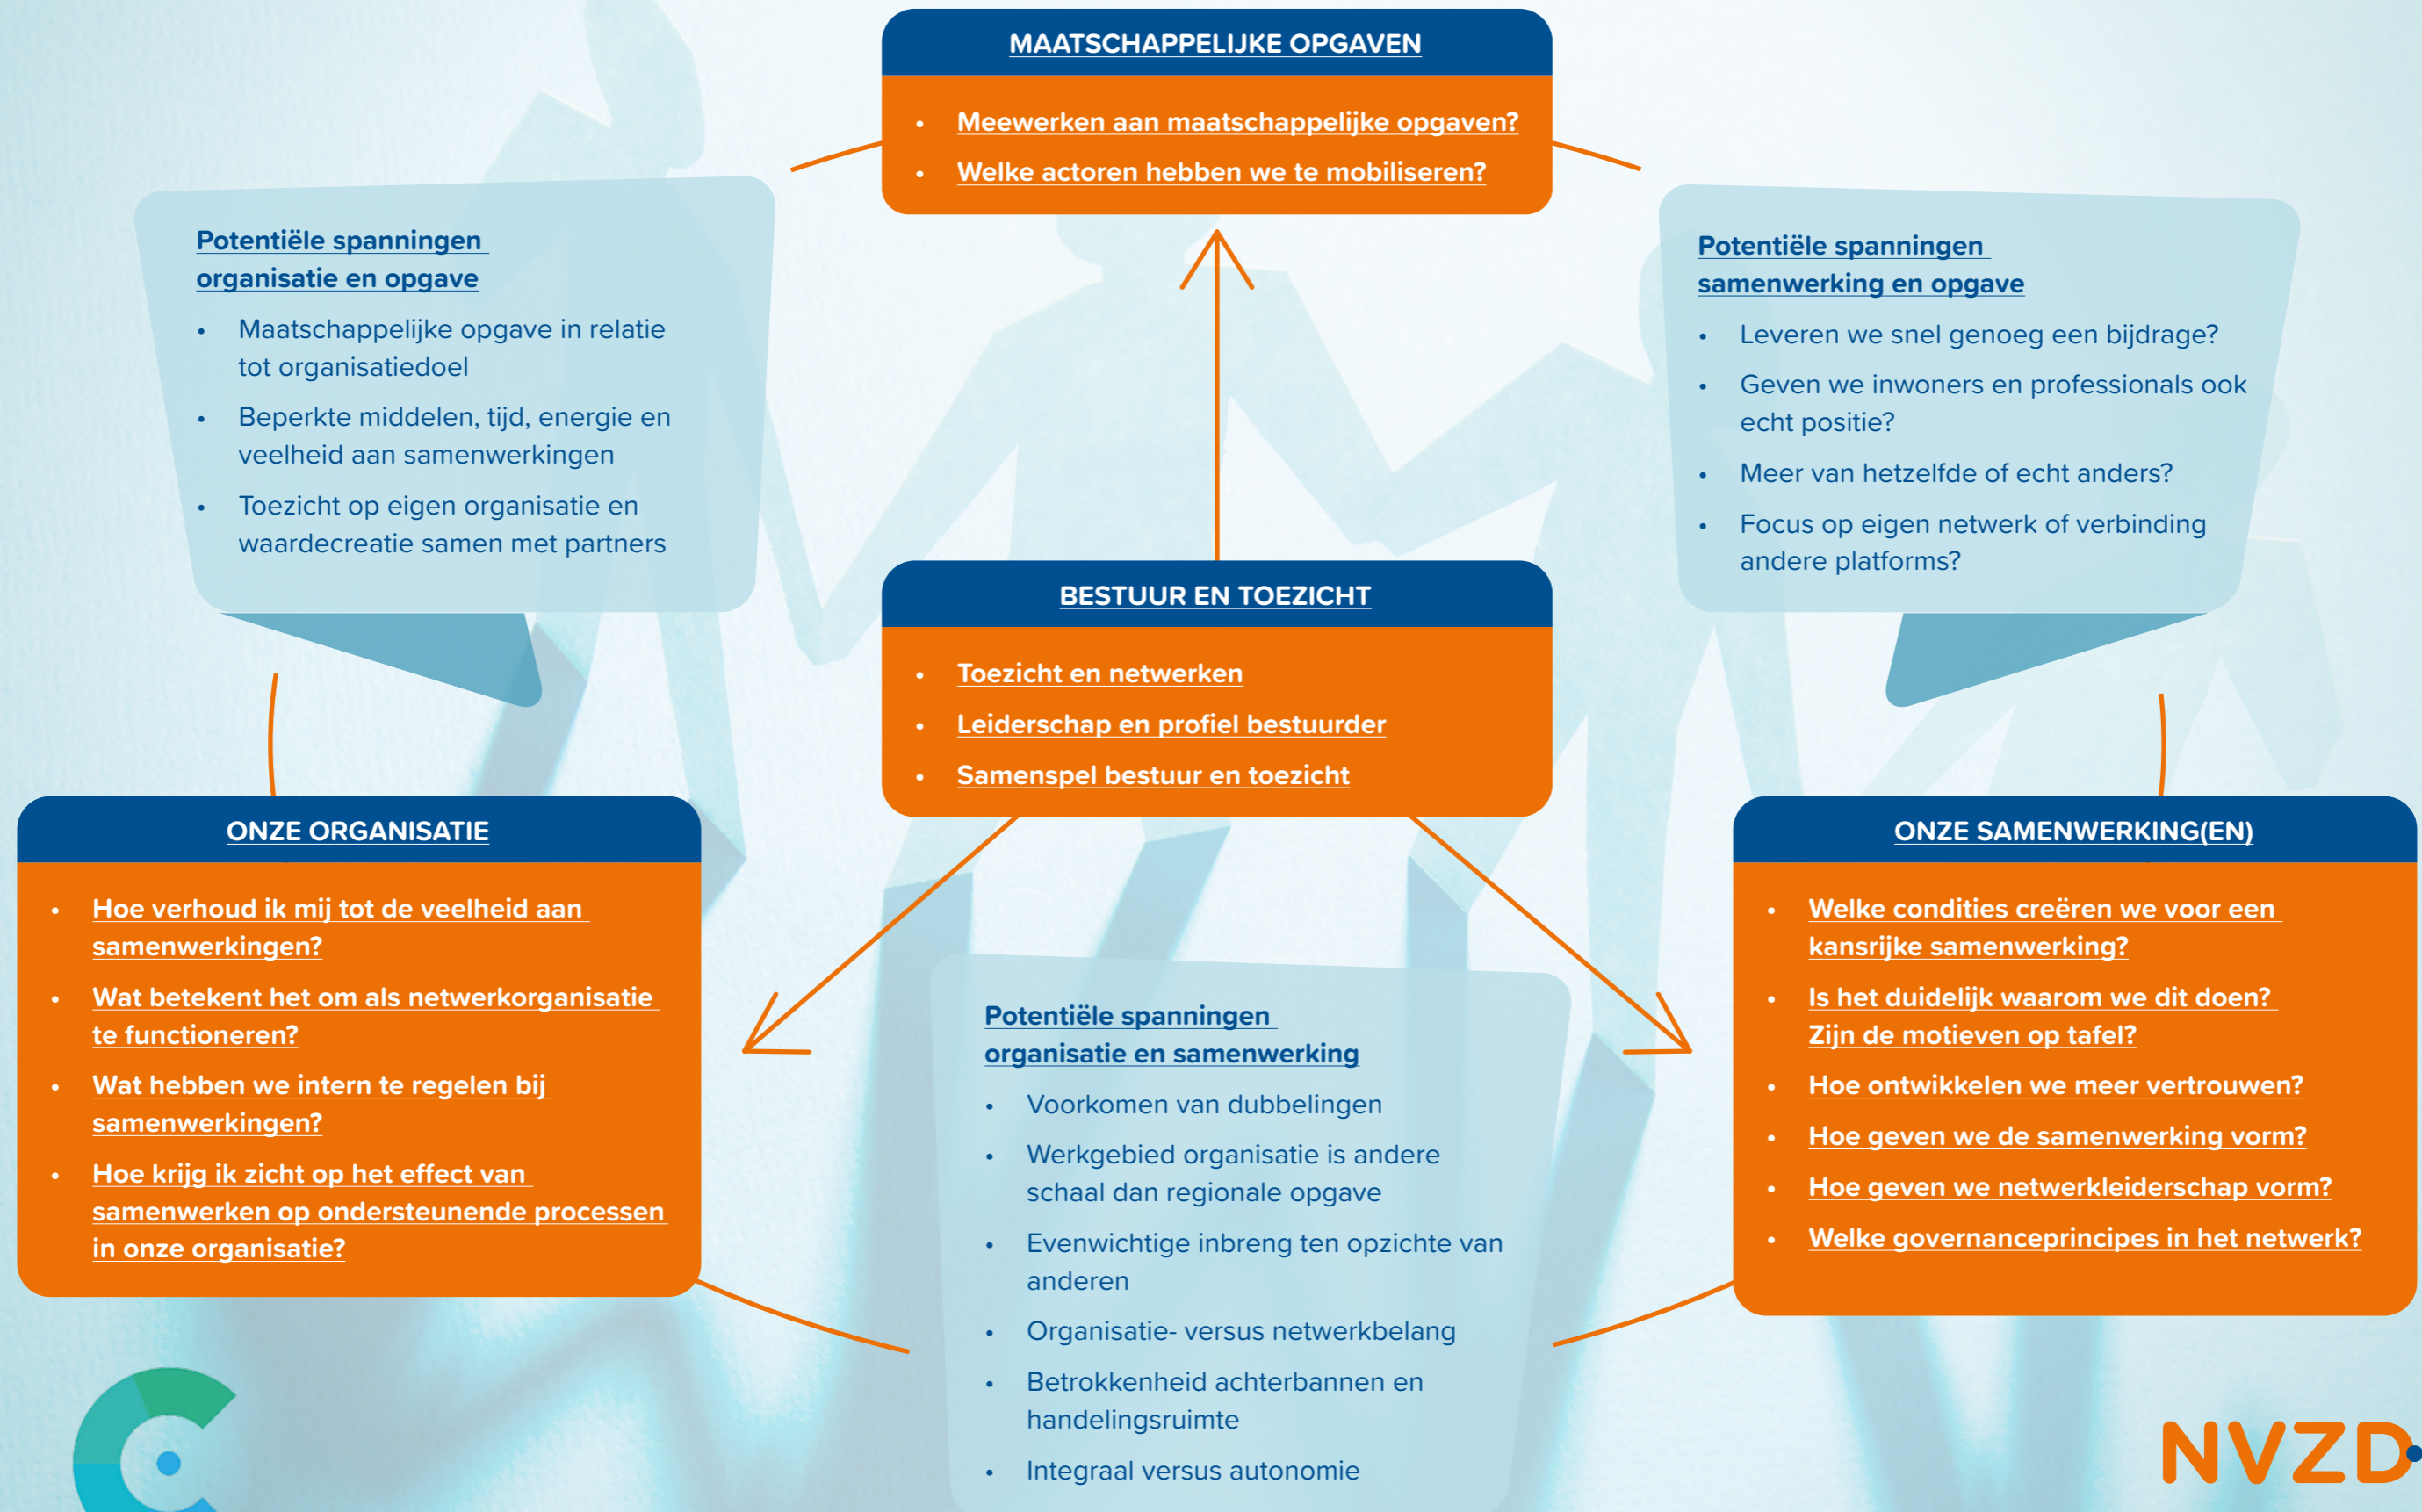 MAATSCHAPPELIJKE OPGAVEN
• Meewerken aan maatschappelijke opgaven?
• Welke actoren hebben we te mobiliseren?
Potentiële spanningen
organisatie en opgave
• Maatschappelijke opgave in relatie
tot organisatiedoel
• Beperkte middelen, tijd, energie en
veelheid aan samenwerkingen
• Toezicht op eigen organisatie en
waardecreatie samen met partners
Potentiële spanningen
samenwerking en opgave
• Leveren we snel genoeg een bijdrage?
• Geven we inwoners en professionals ook
echt positie?
• Meer van hetzelfde of echt anders?
• Focus op eigen netwerk of verbinding
andere platforms?
BESTUUR EN TOEZICHT
• Toezicht en netwerken
• Leiderschap en profiel bestuurder
• Samenspel bestuur en toezicht
ONZE ORGANISATIE
• Hoe verhoud ik mij tot de veelheid aan
samenwerkingen?
• Wat betekent het om als netwerkorganisatie
te functioneren?
• Wat hebben we intern te regelen bij
samenwerkingen?
• Hoe krijg ik zicht op het effect van
samenwerken op ondersteunende processen
in onze organisatie?
Potentiële spanningen
organisatie en samenwerking
• Voorkomen van dubbelingen
• Werkgebied organisatie is andere
schaal dan regionale opgave
• Evenwichtige inbreng ten opzichte van
anderen
• Organisatie- versus netwerkbelang
• Betrokkenheid achterbannen en
handelingsruimte
• Integraal versus autonomie
ONZE SAMENWERKING(EN)
• Welke condities creëren we voor een
kansrijke samenwerking?
• Is het duidelijk waarom we dit doen?
Zijn de motieven op tafel?
• Hoe ontwikkelen we meer vertrouwen?
• Hoe geven we de samenwerking vorm?
• Hoe geven we netwerkleiderschap vorm?
• Welke governanceprincipes in het netwerk?
NVZD